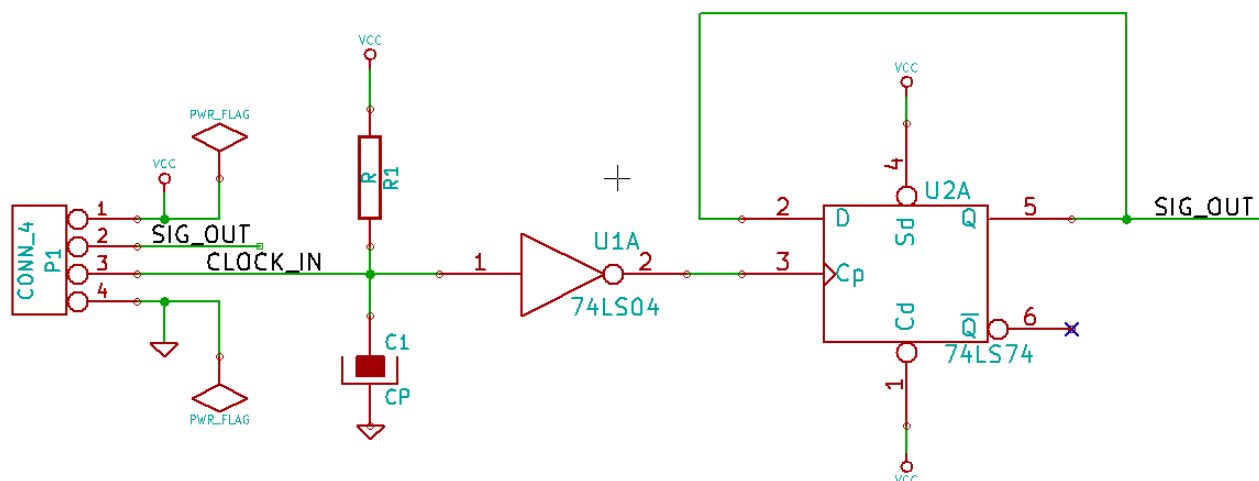 VCC
PWR_FLAG
VCC
VCC
R
R1
4
U2A
1
2
3
4
CONN_4
P1
SIG_OUT
CLOCK_IN
1
U1A
2
74LS04
2
D
Sd
Q
5
SIG_OUT
3
Cp
Cd
Q
6
74LS74
C1
CP
1
PWR_FLAG
VCC